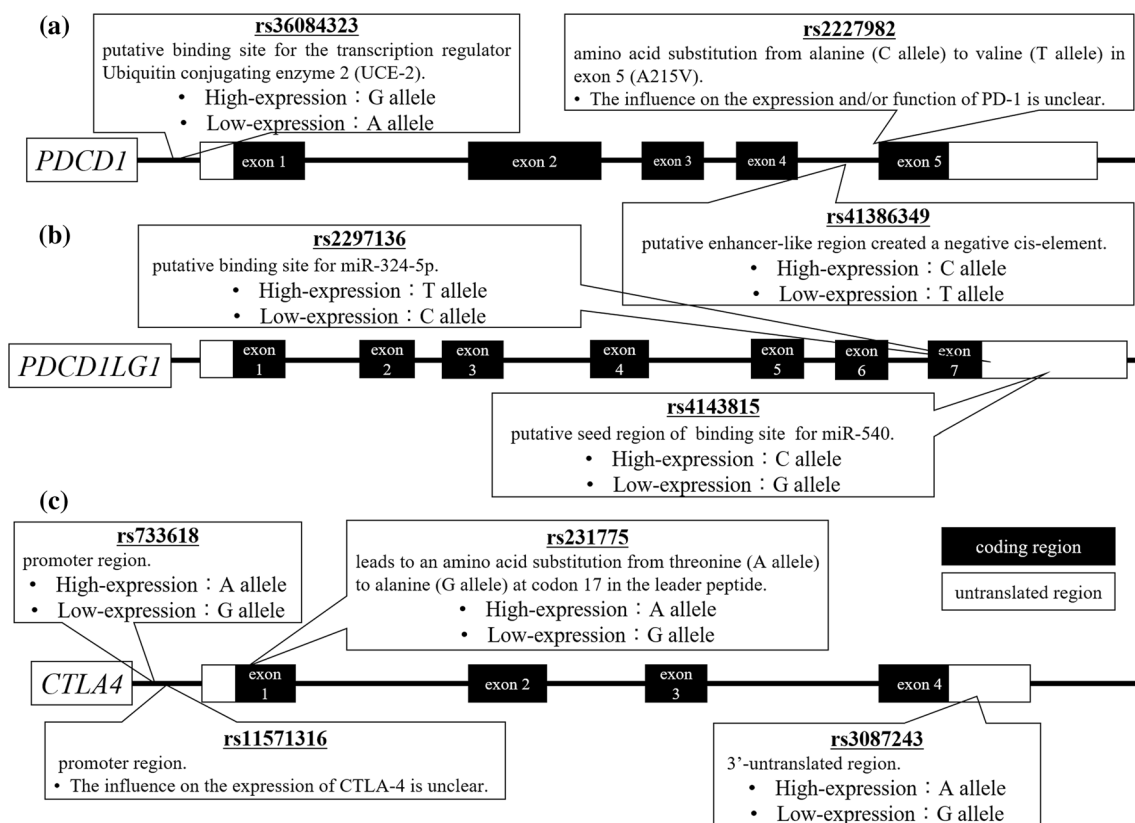 (a)
rs36084323
putative binding site for the transcription regulator
Ubiquitin conjugating enzyme 2 (UCE-2).
• High-expression：G allele
• Low-expression：A allele
rs2227982
amino acid substitution from alanine (C allele) to valine (T allele) in
exon 5 (A215V).
• The influence on the expression and/or function of PD-1 is unclear.
PDCD1
exon 1
exon 2
exon 3
exon 4
exon 5
rs41386349
putative enhancer-like region created a negative cis-element.
• High-expression：C allele
• Low-expression：T allele
(b)
rs2297136
putative binding site for miR-324-5p.
• High-expression：T allele
• Low-expression：C allele
PDCD1LG1
exon
1
exon
2
exon
3
exon
4
exon
5
exon
6
exon
7
rs4143815
putative seed region of binding site for miR-540.
• High-expression：C allele
• Low-expression：G allele
(c)
rs733618
promoter region.
• High-expression：A allele
• Low-expression：G allele
rs231775
leads to an amino acid substitution from threonine (A allele)
to alanine (G allele) at codon 17 in the leader peptide.
• High-expression：A allele
• Low-expression：G allele
coding region
untranslated region
CTLA4
exon
1
exon 2
exon
3
exon 4
rs11571316
promoter region.
• The influence on the expression of CTLA-4 is unclear.
rs3087243
3’-untranslated region.
• High-expression：A allele
• Low-expression：G allele